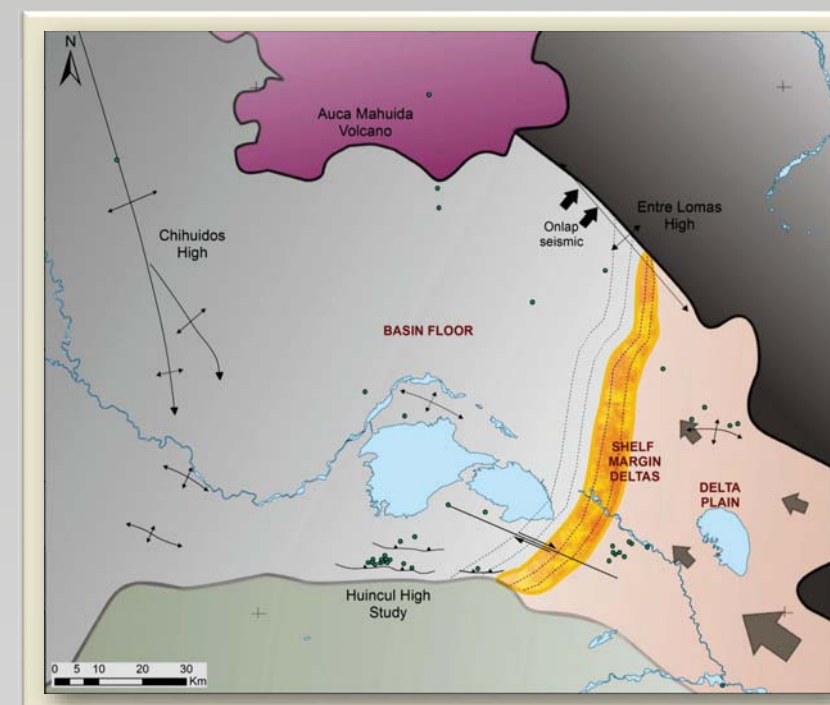 N
Auca Mahuida
Volcano
Chihuidos
High
Onlap
seismic
Entre Lomas
High
BASIN FLOOR
SHELF
MARGIN
DELTAS
DELTA
PLAIN
Huincul High
Study
0 5 10 20 30
Km